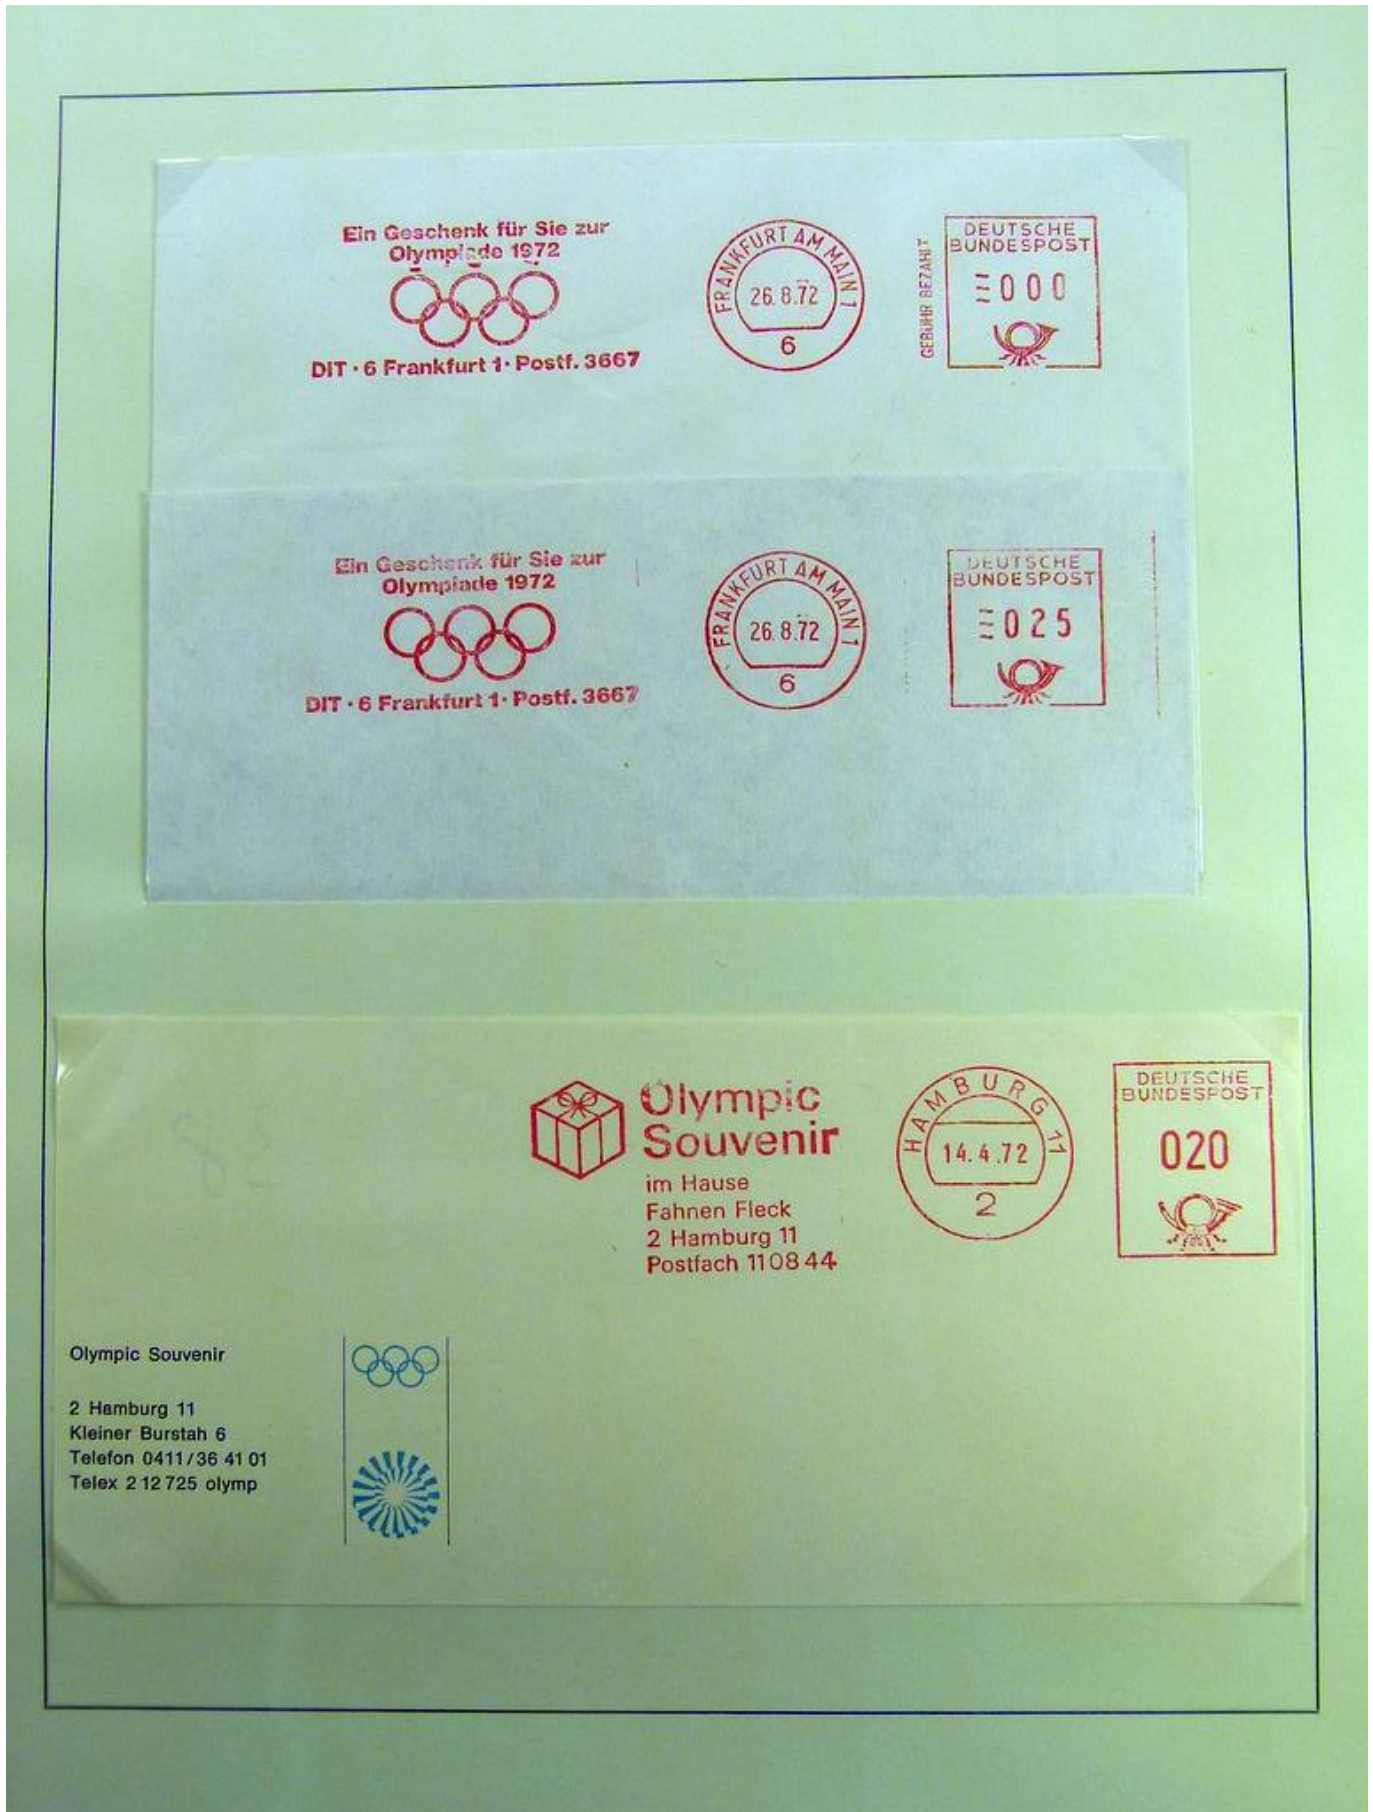 Ein Geschenk für Sie zur
Olympiade 1972
DIT · 6 Frankfurt 1 · Postf. 3667
FRANKFURT AM MAIN 1
26.8.72
6
GEBÜHR BEZAHLT
DEUTSCHE
BUNDESPOST
000
Ein Geschenk für Sie zur
Olympiade 1972
DIT · 6 Frankfurt 1 · Postf. 3667
FRANKFURT AM MAIN 1
26.8.72
6
DEUTSCHE
BUNDESPOST
025
Olympic
Souvenir
im Hause
Fahnen Fleck
2 Hamburg 11
Postfach 11 08 44
HAMBURG 11
14.4.72
2
DEUTSCHE
BUNDESPOST
020
Olympic Souvenir
2 Hamburg 11
Kleiner Burstah 6
Telefon 0411/36 41 01
Telex 2 12 725 olymp